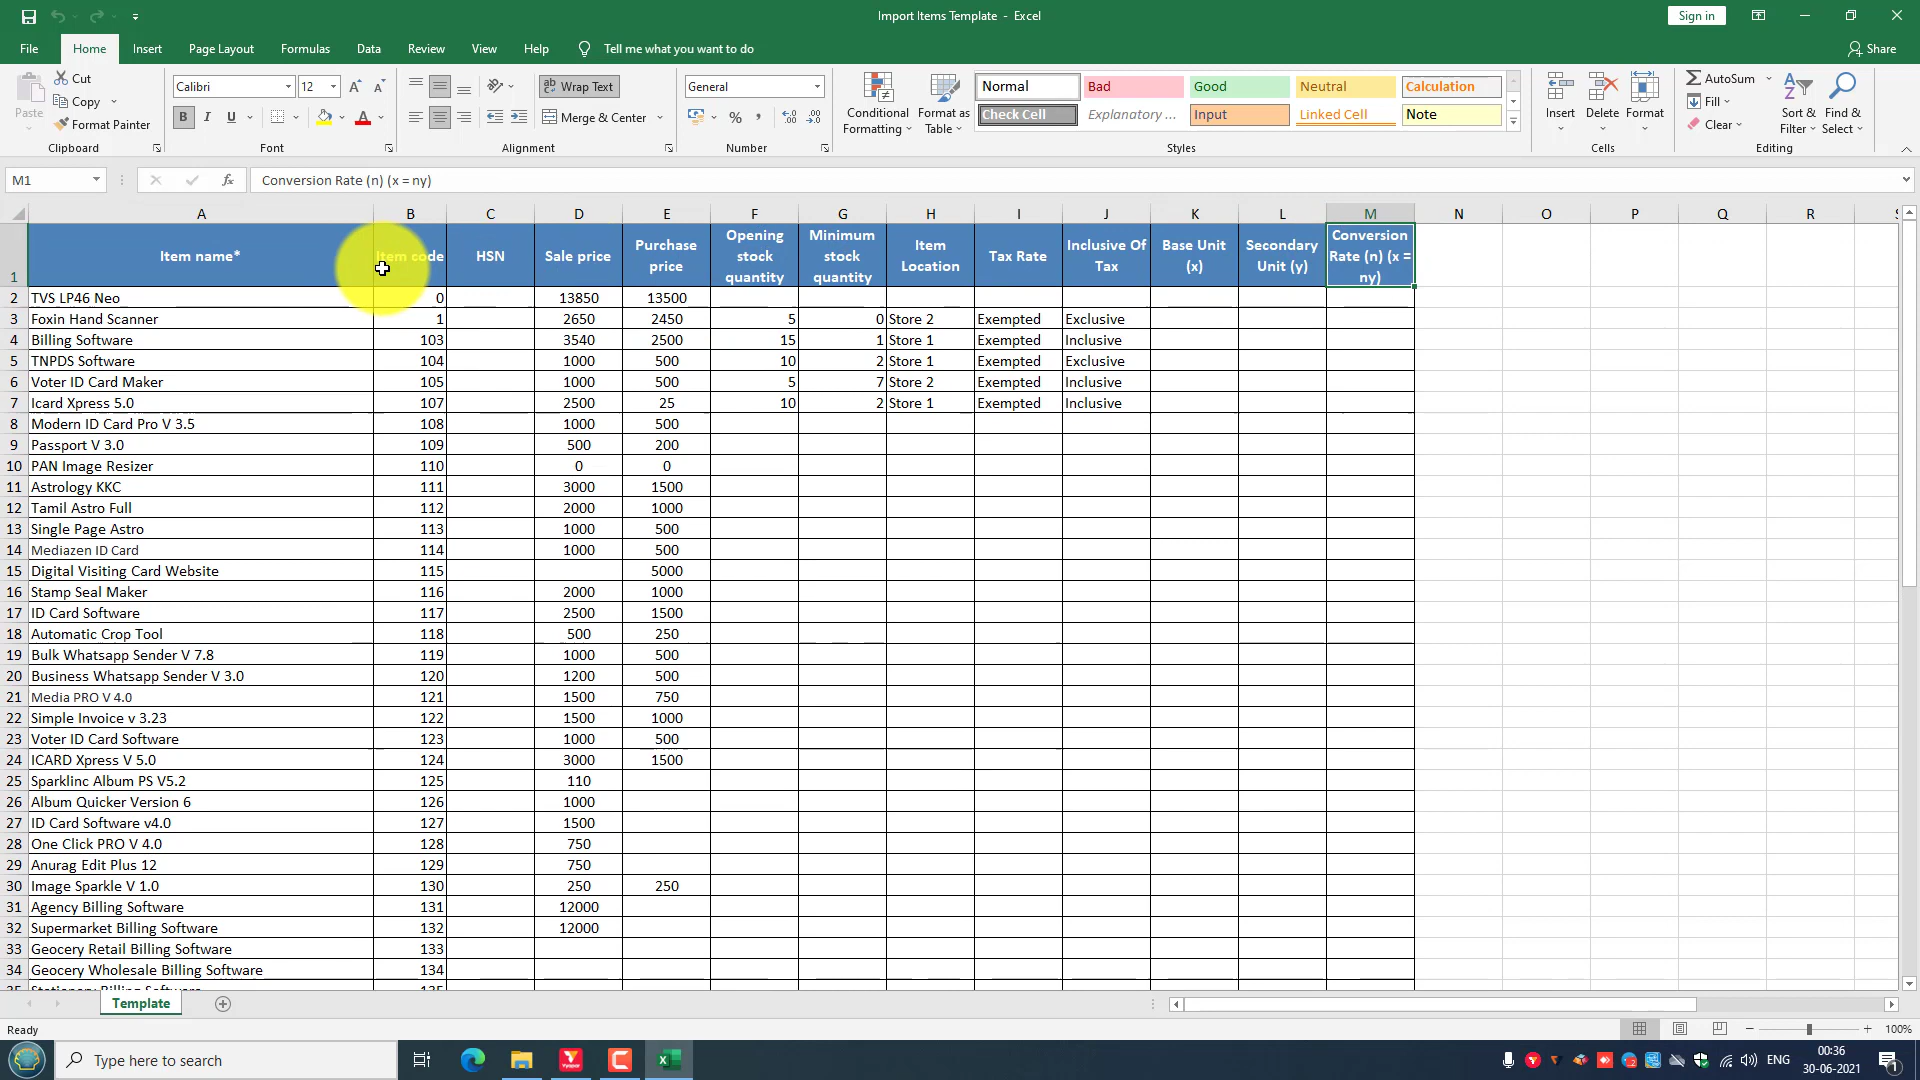 Import Items Template - Excel
Sign in
File Home Insert Page Layout Formulas Data Review View Help Tell me what you want to do Share
Paste
Cut
Copy
Format Painter
Clipboard
Calibri 12
B I U
Font
Wrap Text
Merge & Center
Alignment
General
Number
Conditional Formatting
Format as Table
Normal Bad Good Neutral Calculation
Check Cell Explanatory ... Input Linked Cell Note
Styles
Insert Delete Format
Cells
AutoSum
Fill
Clear
Sort & Filter
Find & Select
Editing
M1 fx Conversion Rate (n) (x = ny)
A B C D E F G H I J K L M N O P Q R
1 Item name* Item code HSN Sale price Purchase price Opening stock quantity Minimum stock quantity Item Location Tax Rate Inclusive Of Tax Base Unit (x) Secondary Unit (y) Conversion Rate (n) (x = ny)
2 TVS LP46 Neo 0 13850 13500
3 Foxin Hand Scanner 1 2650 2450 5 0 Store 2 Exempted Exclusive
4 Billing Software 103 3540 2500 15 1 Store 1 Exempted Inclusive
5 TNPDS Software 104 1000 500 10 2 Store 1 Exempted Exclusive
6 Voter ID Card Maker 105 1000 500 5 7 Store 2 Exempted Inclusive
7 Icard Xpress 5.0 107 2500 25 10 2 Store 1 Exempted Inclusive
8 Modern ID Card Pro V 3.5 108 1000 500
9 Passport V 3.0 109 500 200
10 PAN Image Resizer 110 0 0
11 Astrology KKC 111 3000 1500
12 Tamil Astro Full 112 2000 1000
13 Single Page Astro 113 1000 500
14 Mediazen ID Card 114 1000 500
15 Digital Visiting Card Website 115 5000
16 Stamp Seal Maker 116 2000 1000
17 ID Card Software 117 2500 1500
18 Automatic Crop Tool 118 500 250
19 Bulk Whatsapp Sender V 7.8 119 1000 500
20 Business Whatsapp Sender V 3.0 120 1200 500
21 Media PRO V 4.0 121 1500 750
22 Simple Invoice v 3.23 122 1500 1000
23 Voter ID Card Software 123 1000 500
24 ICARD Xpress V 5.0 124 3000 1500
25 Sparklinc Album PS V5.2 125 110
26 Album Quicker Version 6 126 1000
27 ID Card Software v4.0 127 1500
28 One Click PRO V 4.0 128 750
29 Anurag Edit Plus 12 129 750
30 Image Sparkle V 1.0 130 250 250
31 Agency Billing Software 131 12000
32 Supermarket Billing Software 132 12000
33 Geocery Retail Billing Software 133
34 Geocery Wholesale Billing Software 134
Template
Ready
100%
Type here to search
ENG
00:36
30-06-2021
1